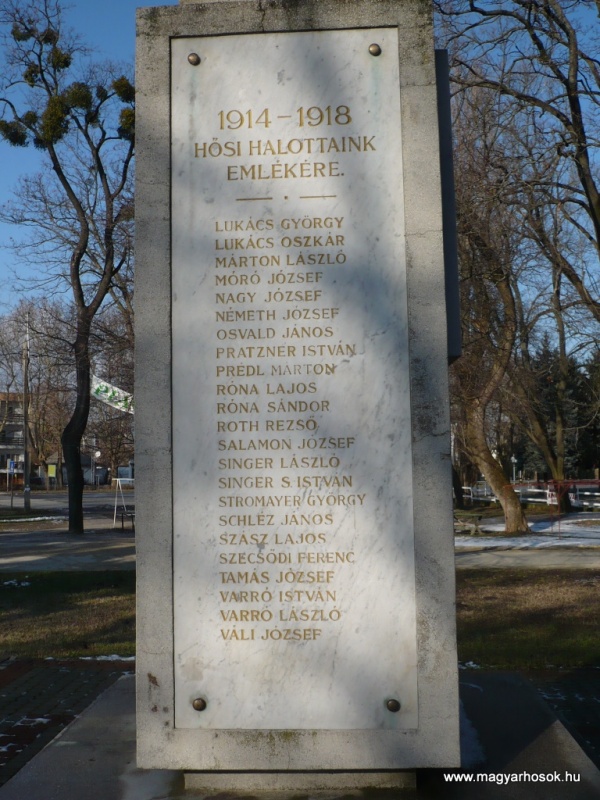 1914 – 1918
HŐSI HALOTTAINK
EMLÉKÉRE.
LUKÁCS GYÖRGY
LUKÁCS OSZKÁR
MÁRTON LÁSZLÓ
MÓRÓ JÓZSEF
NAGY JÓZSEF
NÉMETH JÓZSEF
OSVALD JÁNOS
PRATZNER ISTVÁN
PRÉDL MÁRTON
RÓNA LAJOS
RÓNA SÁNDOR
ROTH REZSŐ
SALAMON JÓZSEF
SINGER LÁSZLÓ
SINGER S. ISTVÁN
STROMAYER GYÖRGY
SCHLÉZ JÁNOS
SZÁSZ LAJOS
SZECSŐDI FERENC
TAMÁS JÓZSEF
VARRÓ ISTVÁN
VARRÓ LÁSZLÓ
VÁLI JÓZSEF
www.magyarhosok.hu